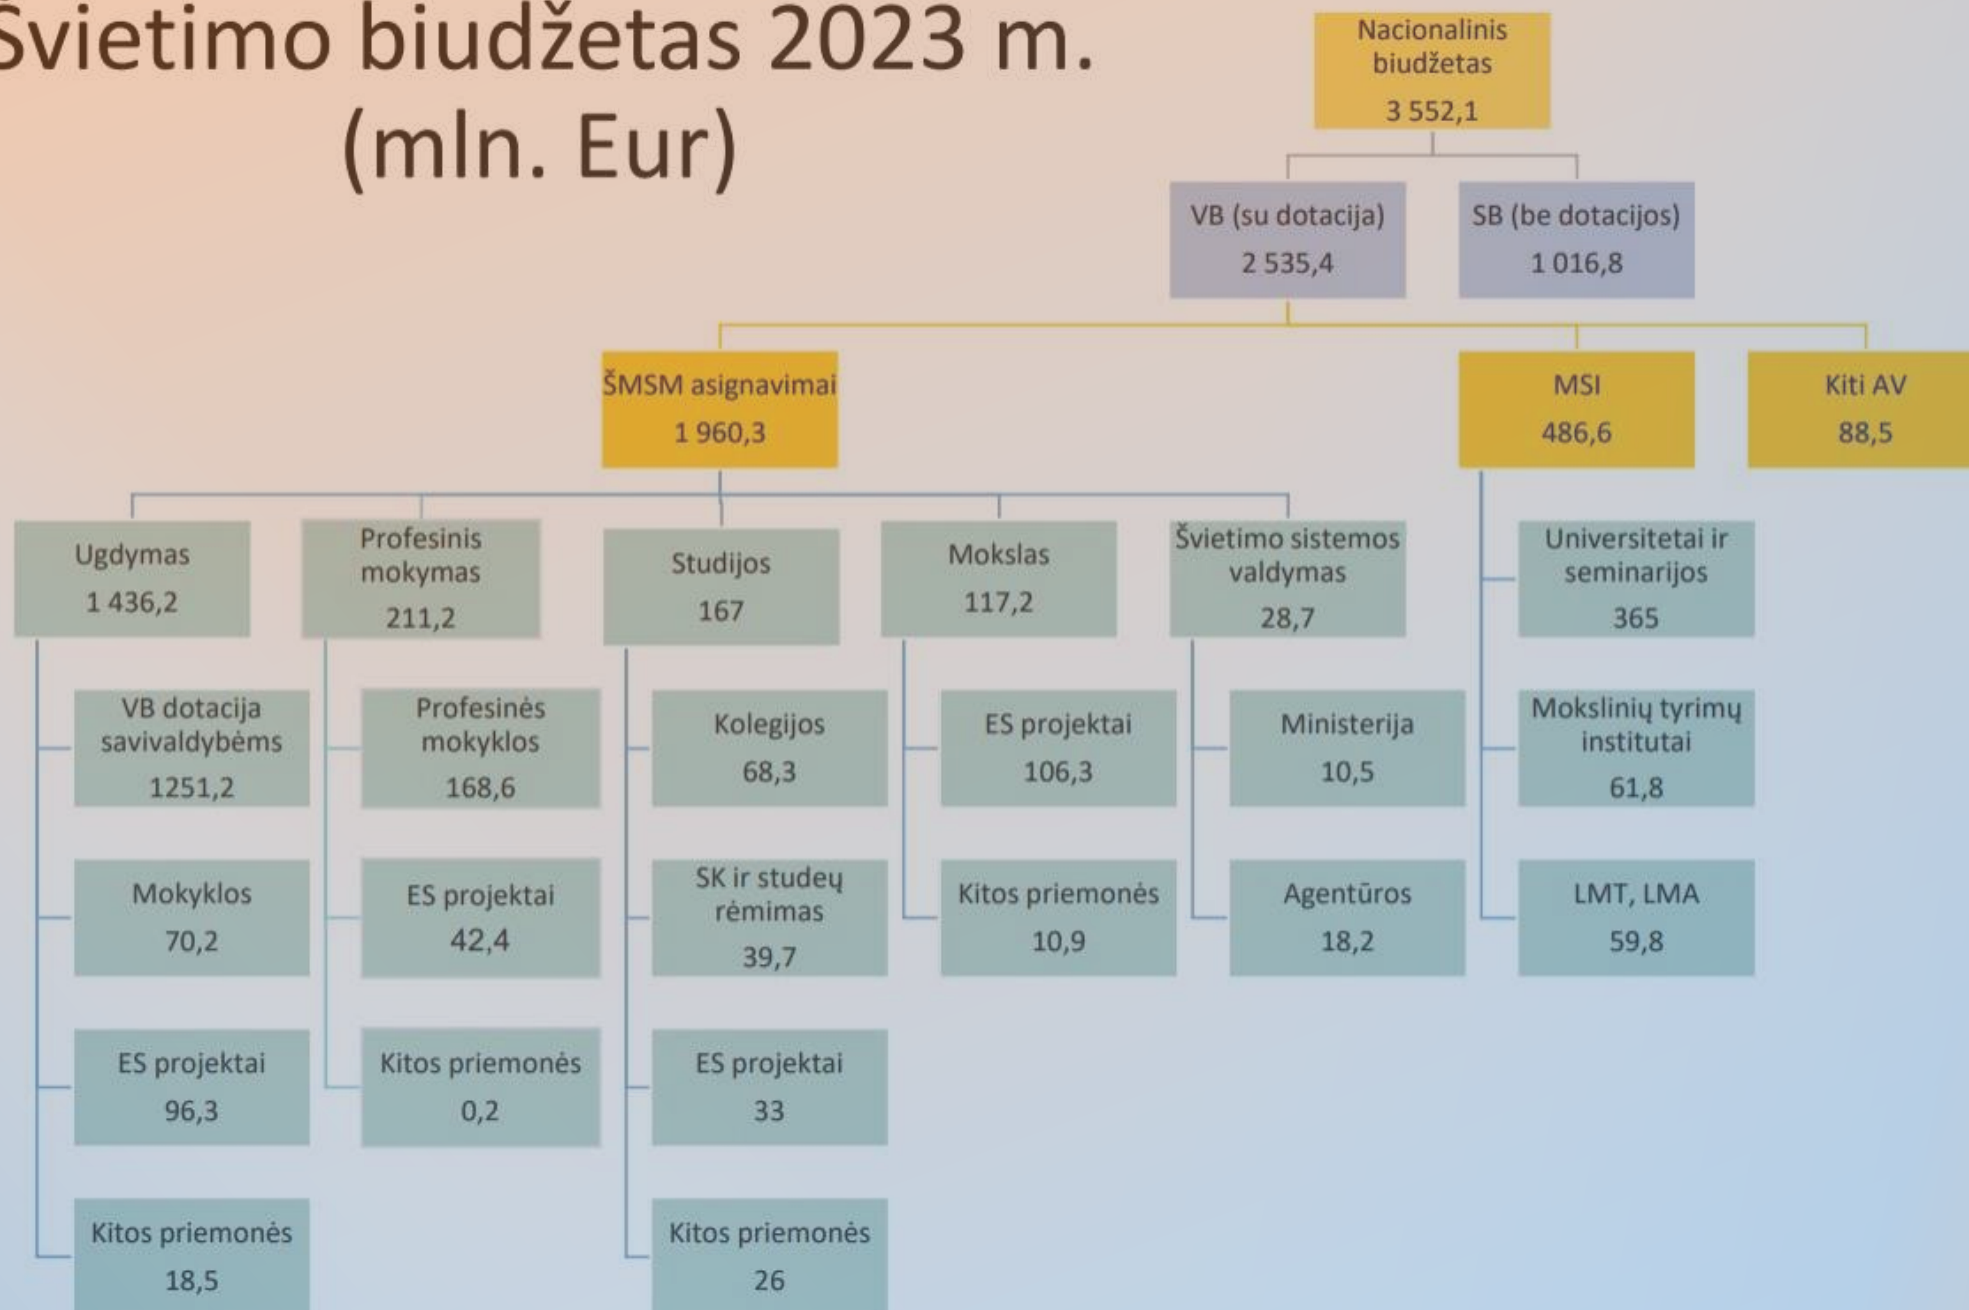 Švietimo biudžetas 2023 m.
(mln. Eur)
Nacionalinis
biudžetas
3 552,1
VB (su dotacija)
2 535,4
SB (be dotacijos)
1 016,8
ŠMSM asignavimai
1 960,3
MSI
486,6
Kiti AV
88,5
Ugdymas
1 436,2
Profesinis
mokymas
211,2
Studijos
167
Mokslas
117,2
Švietimo sistemos
valdymas
28,7
Universitetai ir
seminarijos
365
VB dotacija
savivaldybėms
1251,2
Profesinės
mokyklos
168,6
Kolegijos
68,3
ES projektai
106,3
Ministerija
10,5
Mokslinių tyrimų
institutai
61,8
Mokyklos
70,2
ES projektai
42,4
SK ir studeų
rėmimas
39,7
Kitos priemonės
10,9
Agentūros
18,2
LMT, LMA
59,8
ES projektai
96,3
Kitos priemonės
0,2
ES projektai
33
Kitos priemonės
18,5
Kitos priemonės
26